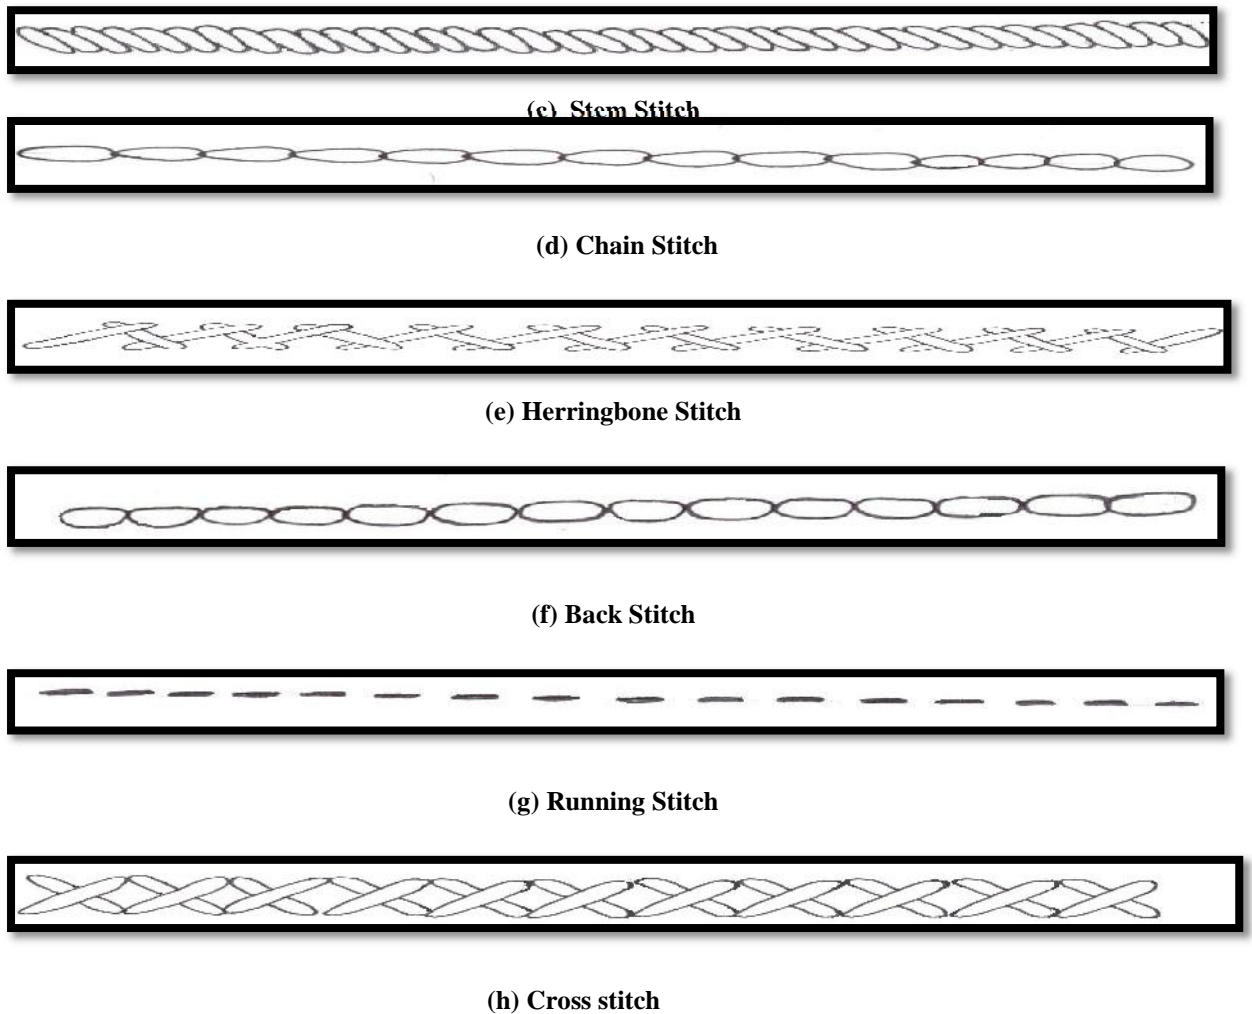 (c) Stem Stitch
(d) Chain Stitch
(e) Herringbone Stitch
(f) Back Stitch
(g) Running Stitch
(h) Cross stitch